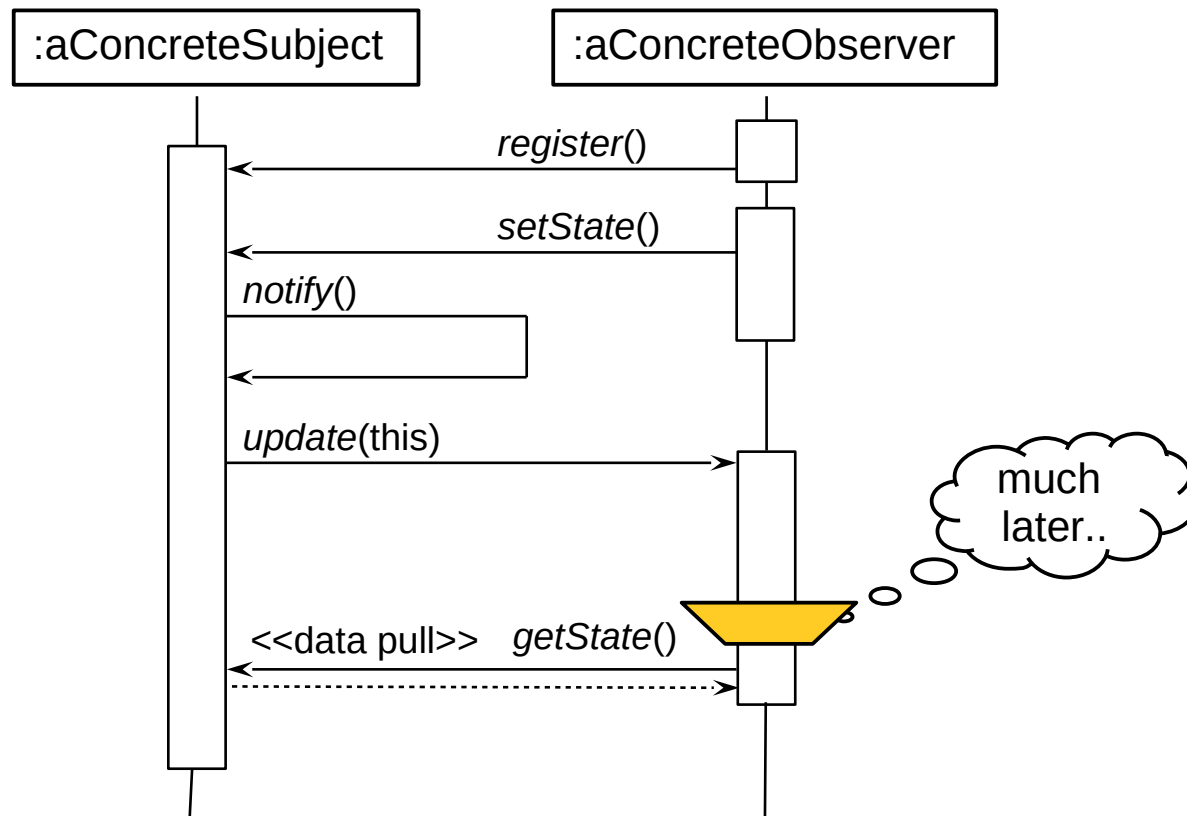 :aConcreteSubject
:aConcreteObserver
register()
setState()
notify()
update(this)
much
later..
<<data pull>> getState()